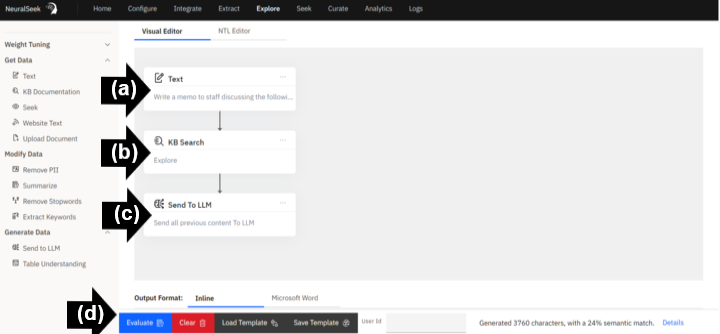 NeuralSeek Home Configure Integrate Extract Explore Seek Curate Analytics Logs
Visual Editor NTL Editor
Weight Tuning
Get Data
Text
KB Documentation
Seek
Website Text
Upload Document
Modify Data
Remove PII
Summarize
Remove Stopwords
Extract Keywords
Generate Data
Send to LLM
Table Understanding
(a)
Text ...
Write a memo to staff discussing the followi...
(b)
KB Search ...
Explore
(c)
Send To LLM ...
Send all previous content To LLM
Output Format: Inline Microsoft Word
(d)
Evaluate Clear Load Template Save Template User Id Generated 3760 characters, with a 24% semantic match. Details